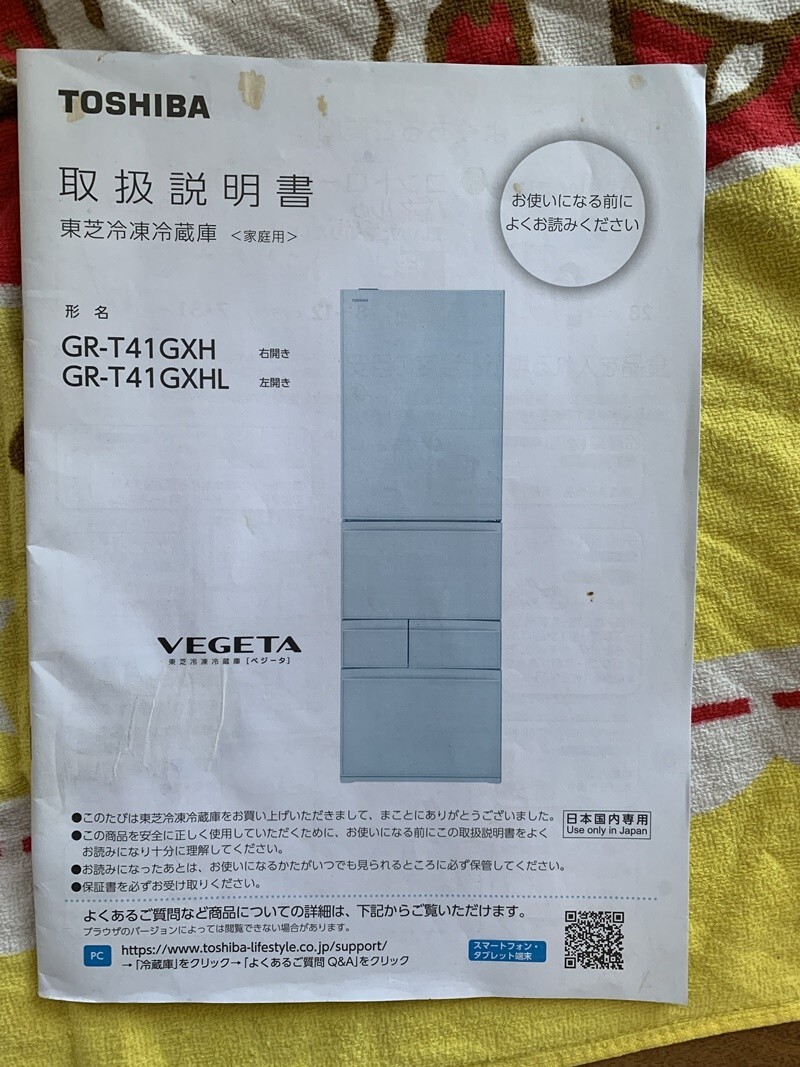 TOSHIBA
取扱説明書
東芝冷凍冷蔵庫 <家庭用>
お使いになる前に
よくお読みください
形名
GR-T41GXH 右開き
GR-T41GXHL 左開き
TOSHIBA
VEGETA
東芝冷凍冷蔵庫[ベジータ]
●このたびは東芝冷凍冷蔵庫をお買い上げいただきまして、まことにありがとうございました。
●この商品を安全に正しく使用していただくために、お使いになる前にこの取扱説明書をよく
お読みになり十分に理解してください。
●お読みになったあとは、お使いになるかたがいつでも見られるところに必ず保管してください。
●保証書を必ずお受け取りください。
日本国内専用
Use only in Japan
よくあるご質問など商品についての詳細は、下記からご覧いただけます。
ブラウザのバージョンによっては閲覧できない場合があります。
PC https://www.toshiba-lifestyle.co.jp/support/
→「冷蔵庫」をクリック→「よくあるご質問 Q&A」をクリック
スマートフォン・
タブレット端末